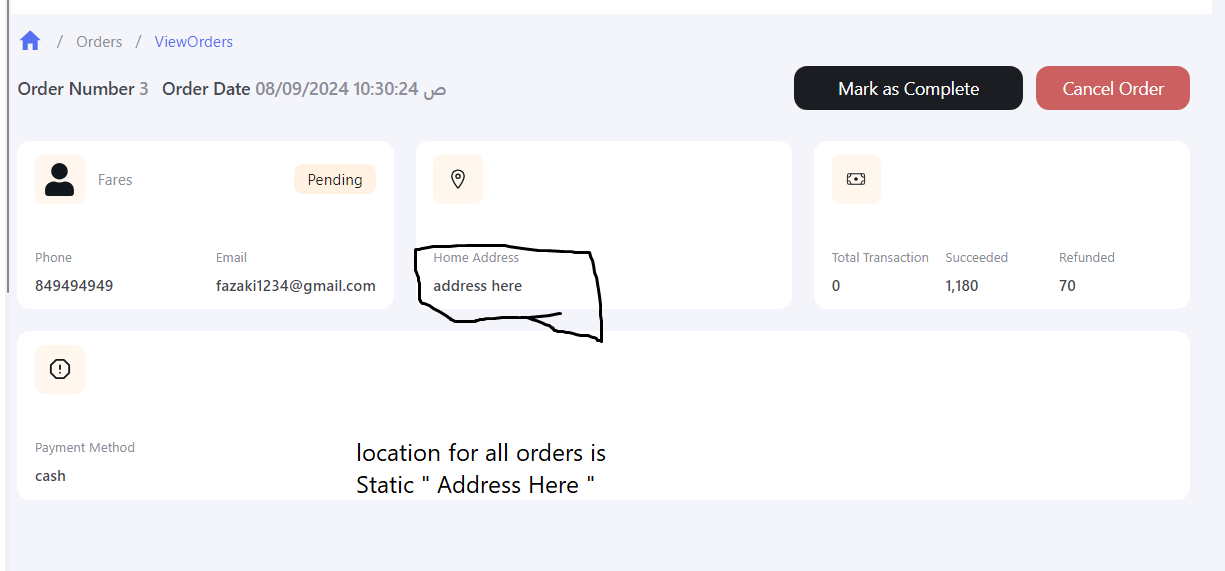 / Orders / ViewOrders
Order Number 3 Order Date 08/09/2024 10:30:24 ص
Mark as Complete
Cancel Order
Fares
Pending
Phone
849494949
Email
fazaki1234@gmail.com
Home Address
address here
Total Transaction
0
Succeeded
1,180
Refunded
70
Payment Method
cash
location for all orders is
Static " Address Here "